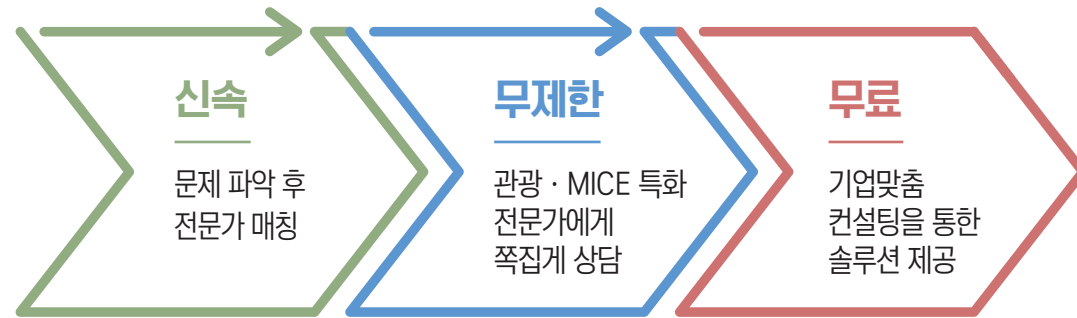 신속
문제 파악 후
전문가 매칭
무제한
관광 · MICE 특화
전문가에게
쪽집게 상담
무료
기업맞춤
컨설팅을 통한
솔루션 제공